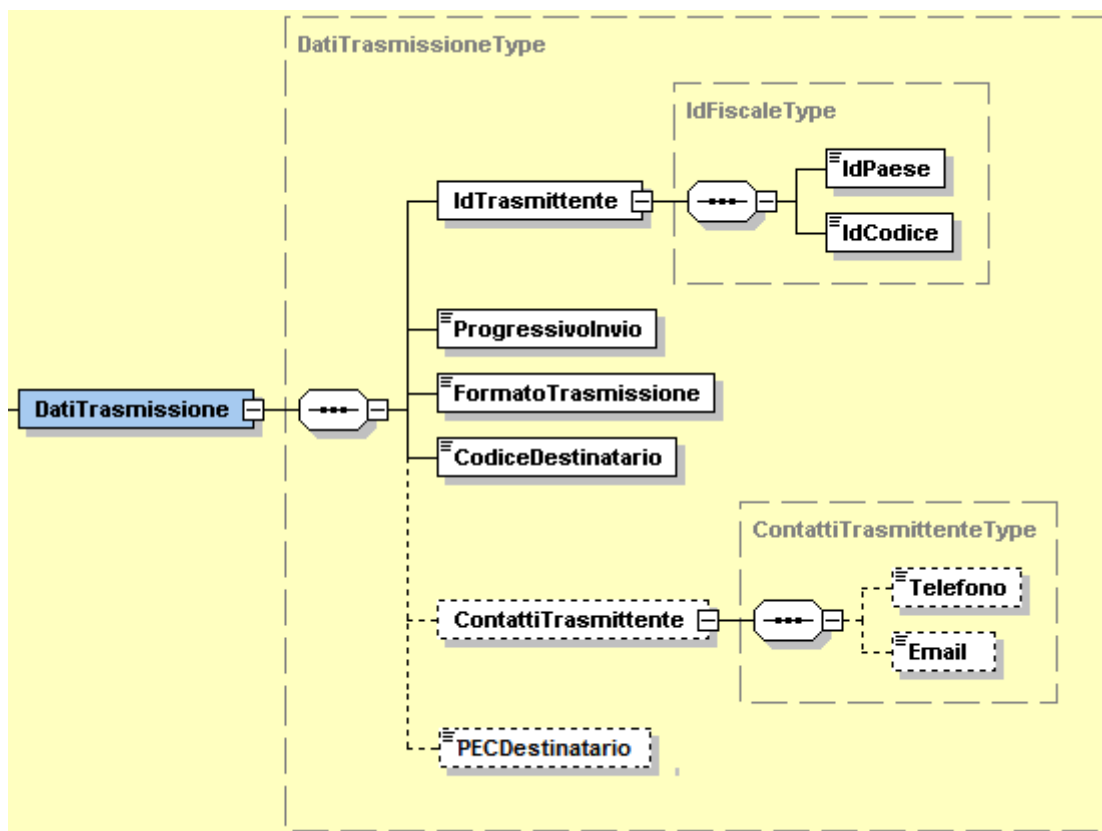 DatiTrasmissioneType
IdFiscaleType
IdPaese
IdTrasmittente
IdCodice
ProgressivoInvio
FormatoTrasmissione
DatiTrasmissione
CodiceDestinatario
ContattiTrasmittenteType
Telefono
ContattiTrasmittente
Email
PECDestinatario